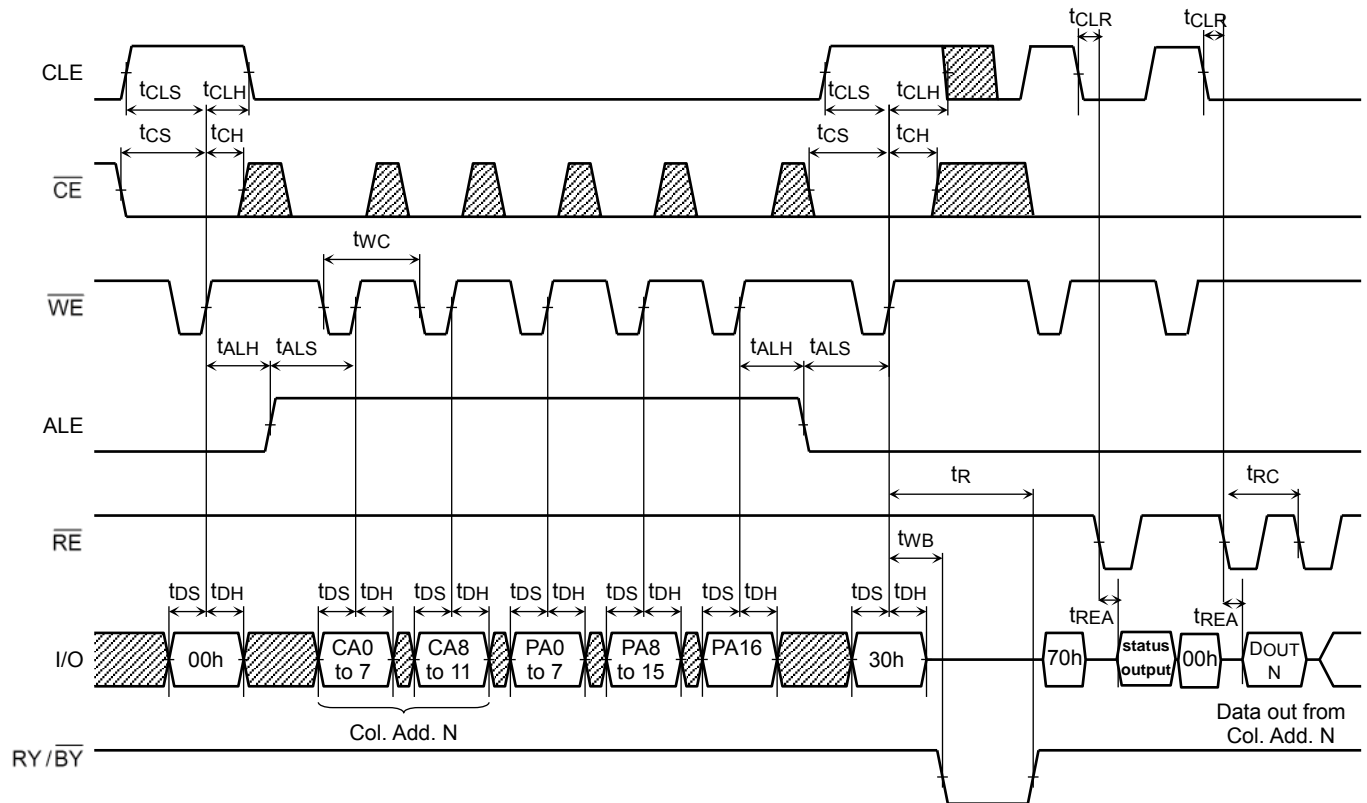 tCLR tCLR
CLE
tCLS tCLH tCLS tCLH
tCS tCH tCS tCH
CE
tWC
WE
tALH tALS tALH tALS
ALE
tR tRC
RE
tWB
tDS tDH tDS tDH tDS tDH tDS tDH tDS tDH tDS tDH tDS tDH
tREA tREA
I/O
00h
CA0 to 7
CA8 to 11
PA0 to 7
PA8 to 15
PA16
30h
70h
status output
00h
DOUT N
Col. Add. N
Data out from
Col. Add. N
RY/BY